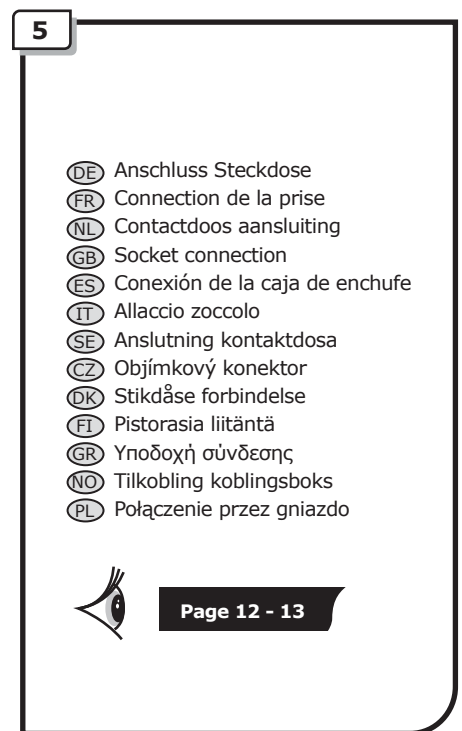 5
DE Anschluss Steckdose
FR Connection de la prise
NL Contactdoos aansluiting
GB Socket connection
ES Conexión de la caja de enchufe
IT Allaccio zoccolo
SE Anslutning kontaktdosa
CZ Objímkový konektor
DK Stikdåse forbindelse
FI Pistorasia liitäntä
GR Υποδοχή σύνδεσης
NO Tilkobling koblingsboks
PL Połączenie przez gniazdo
Page 12 - 13